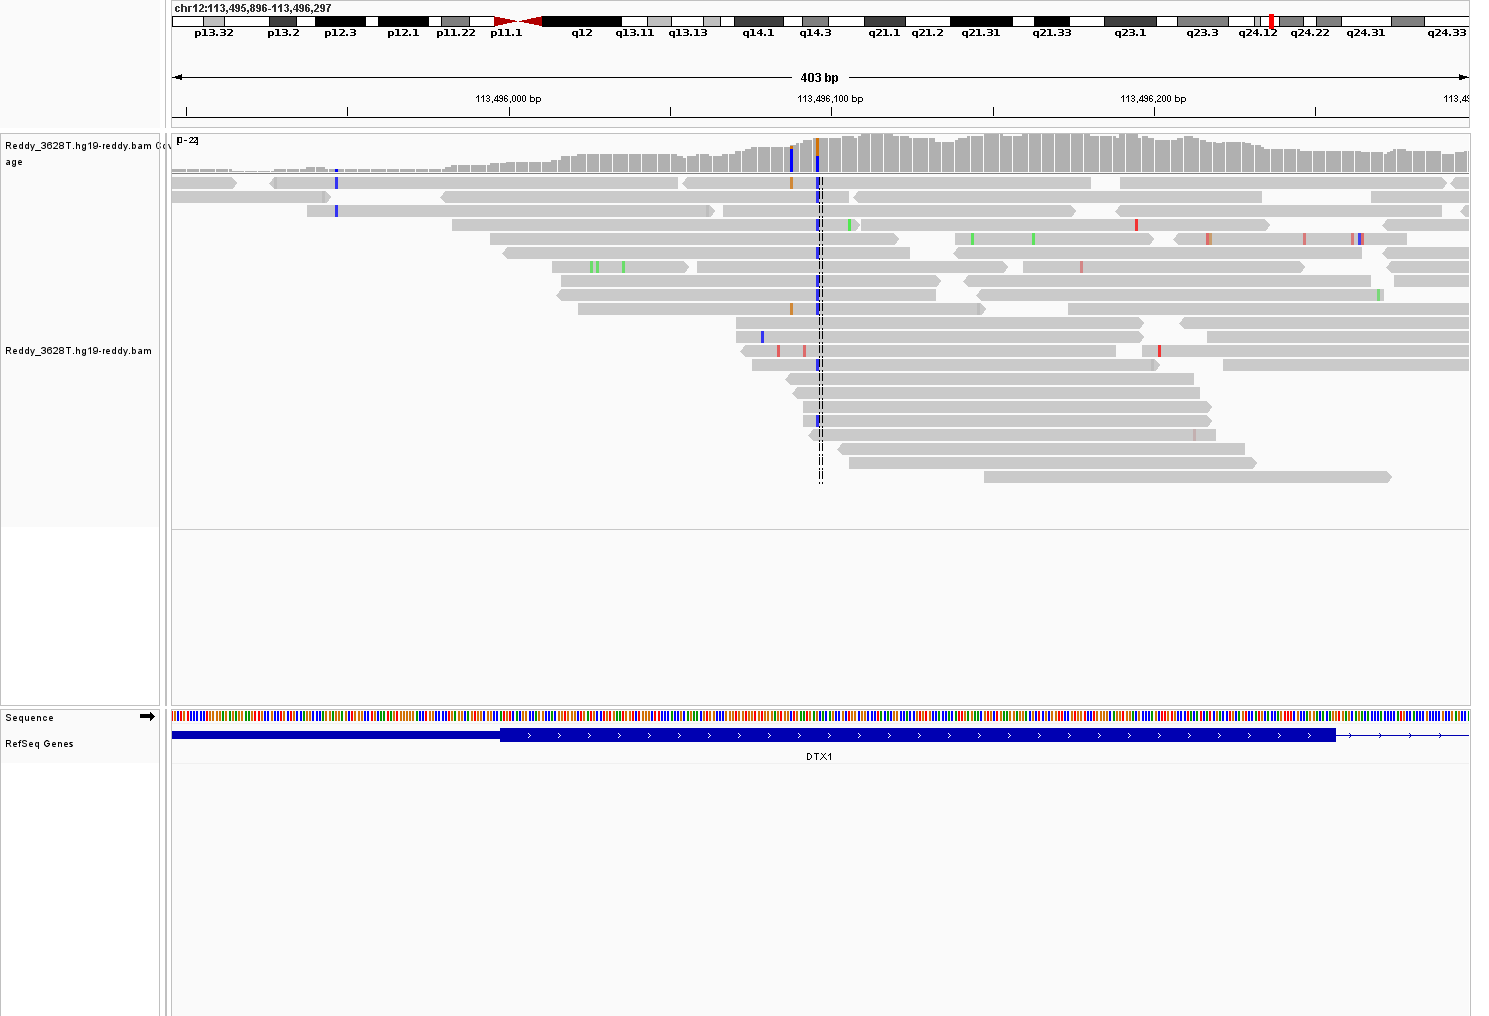 chr12:113,495,896-113,496,297
p13.32 p13.2 p12.3 p12.1 p11.22 p11.1 q12 q13.11 q13.13 q14.1 q14.3 q21.1 q21.2 q21.31 q21.33 q23.1 q23.3 q24.12 q24.22 q24.31 q24.33
403 bp
113,496,000 bp 113,496,100 bp 113,496,200 bp 113,49
Reddy_3628T.hg19-reddy.bam Cov
age
[0 - 22]
Reddy_3628T.hg19-reddy.bam
Sequence
RefSeq Genes
DTX1